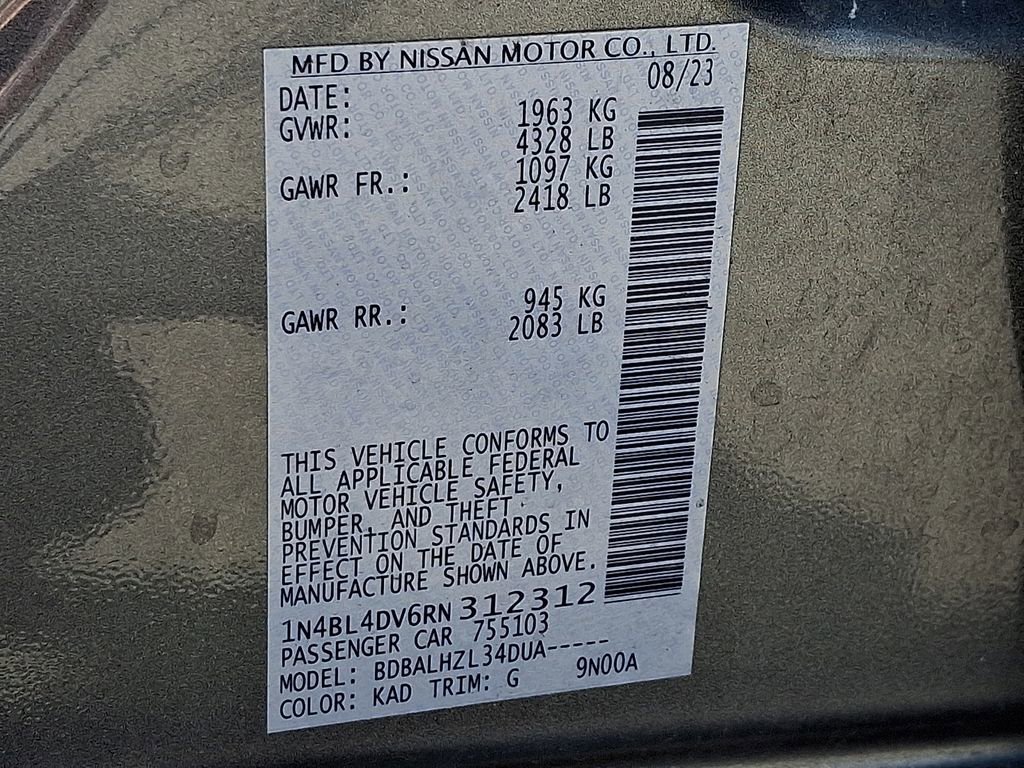 MFD BY NISSAN MOTOR CO., LTD.
DATE: 08/23
GVWR: 1963 KG
4328 LB
GAWR FR.: 1097 KG
2418 LB
GAWR RR.: 945 KG
2083 LB
THIS VEHICLE CONFORMS TO
ALL APPLICABLE FEDERAL
MOTOR VEHICLE SAFETY,
BUMPER, AND THEFT
PREVENTION STANDARDS IN
EFFECT ON THE DATE OF
MANUFACTURE SHOWN ABOVE.
1N4BL4DV6RN312312
PASSENGER CAR 755103
MODEL: BDBALHZL34DUA-----
COLOR: KAD TRIM: G 9N00A